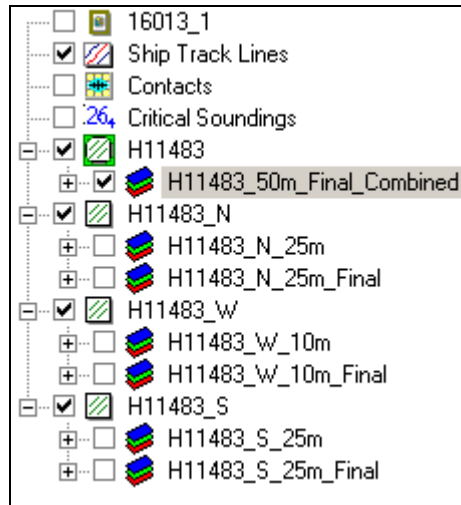 16013_1
Ship Track Lines
Contacts
.26₄ Critical Soundings
H11483
H11483_50m_Final_Combined
H11483_N
H11483_N_25m
H11483_N_25m_Final
H11483_W
H11483_W_10m
H11483_W_10m_Final
H11483_S
H11483_S_25m
H11483_S_25m_Final